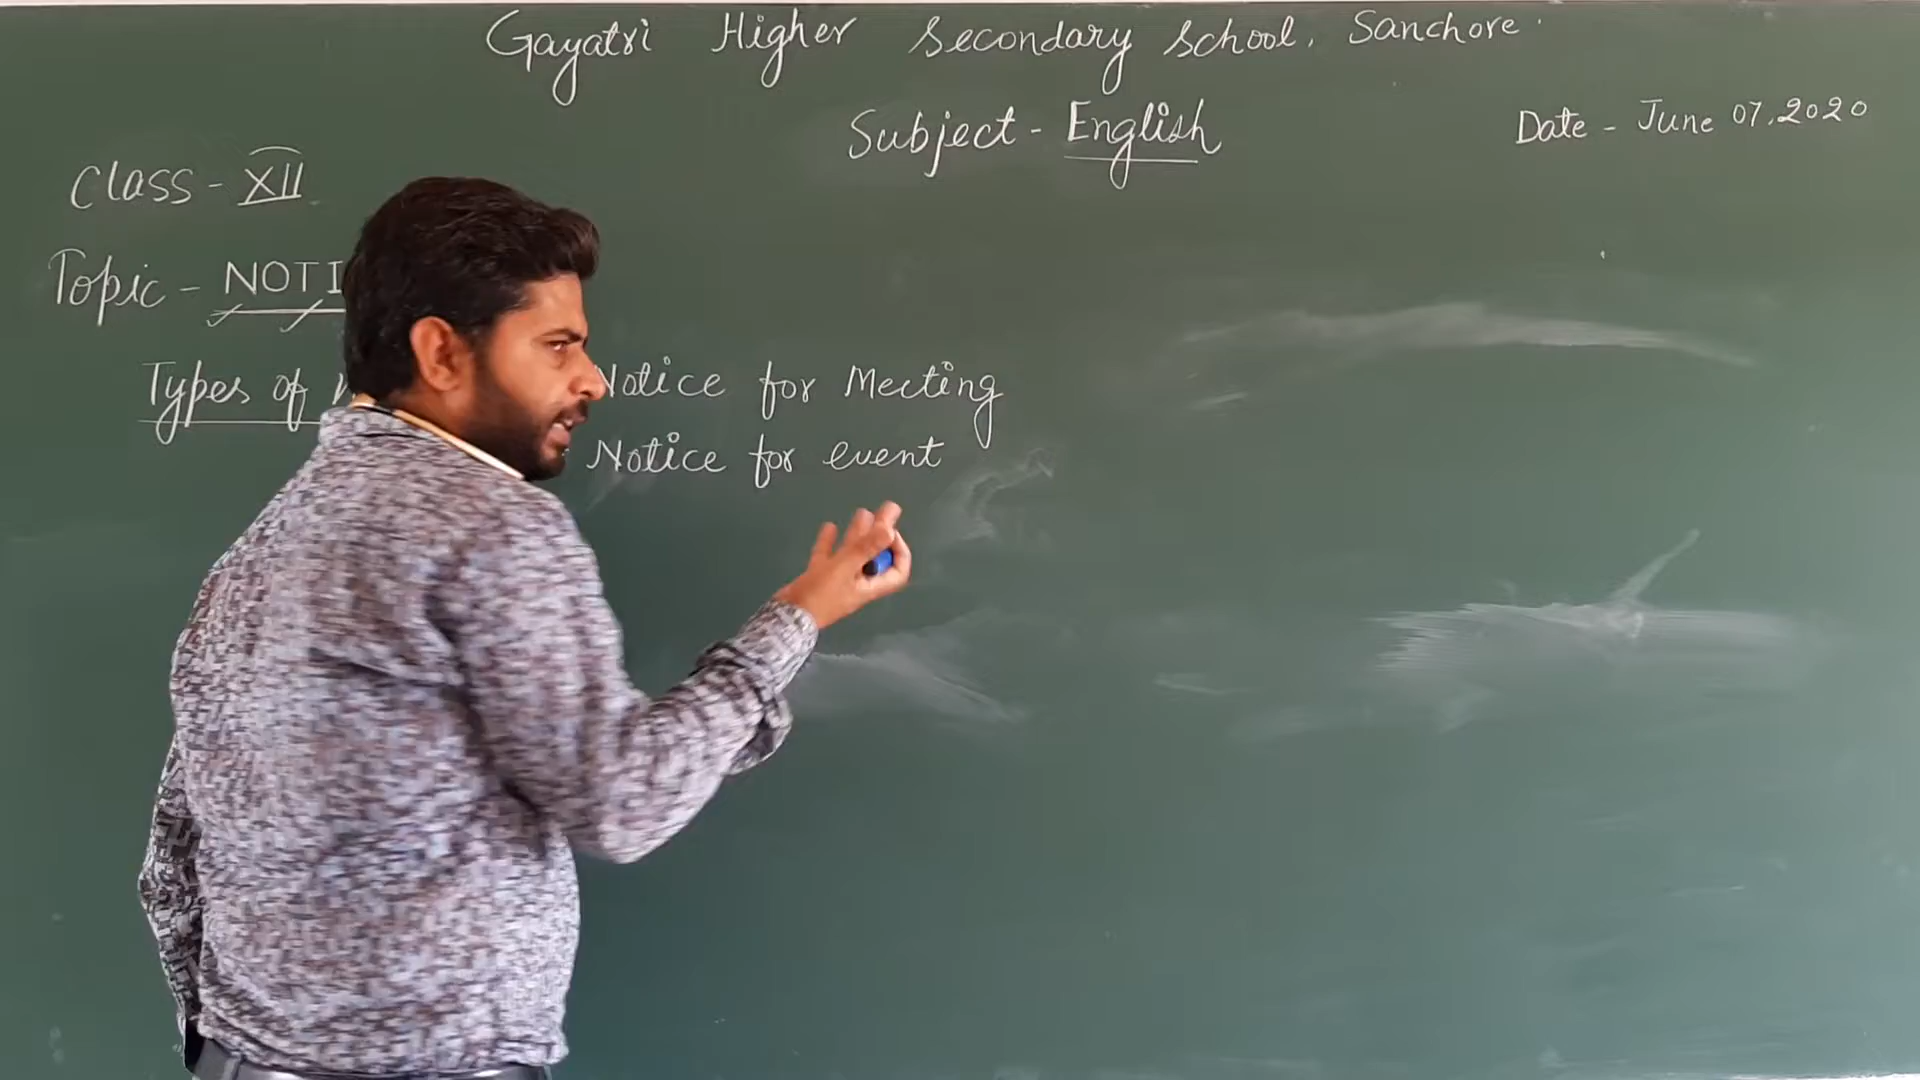 Gayatri Higher Secondary School, Sanchore.
Subject - English
Date - June 07, 2020
Class - XII
Topic - NOTI
Types of
Notice for Meeting
Notice for event